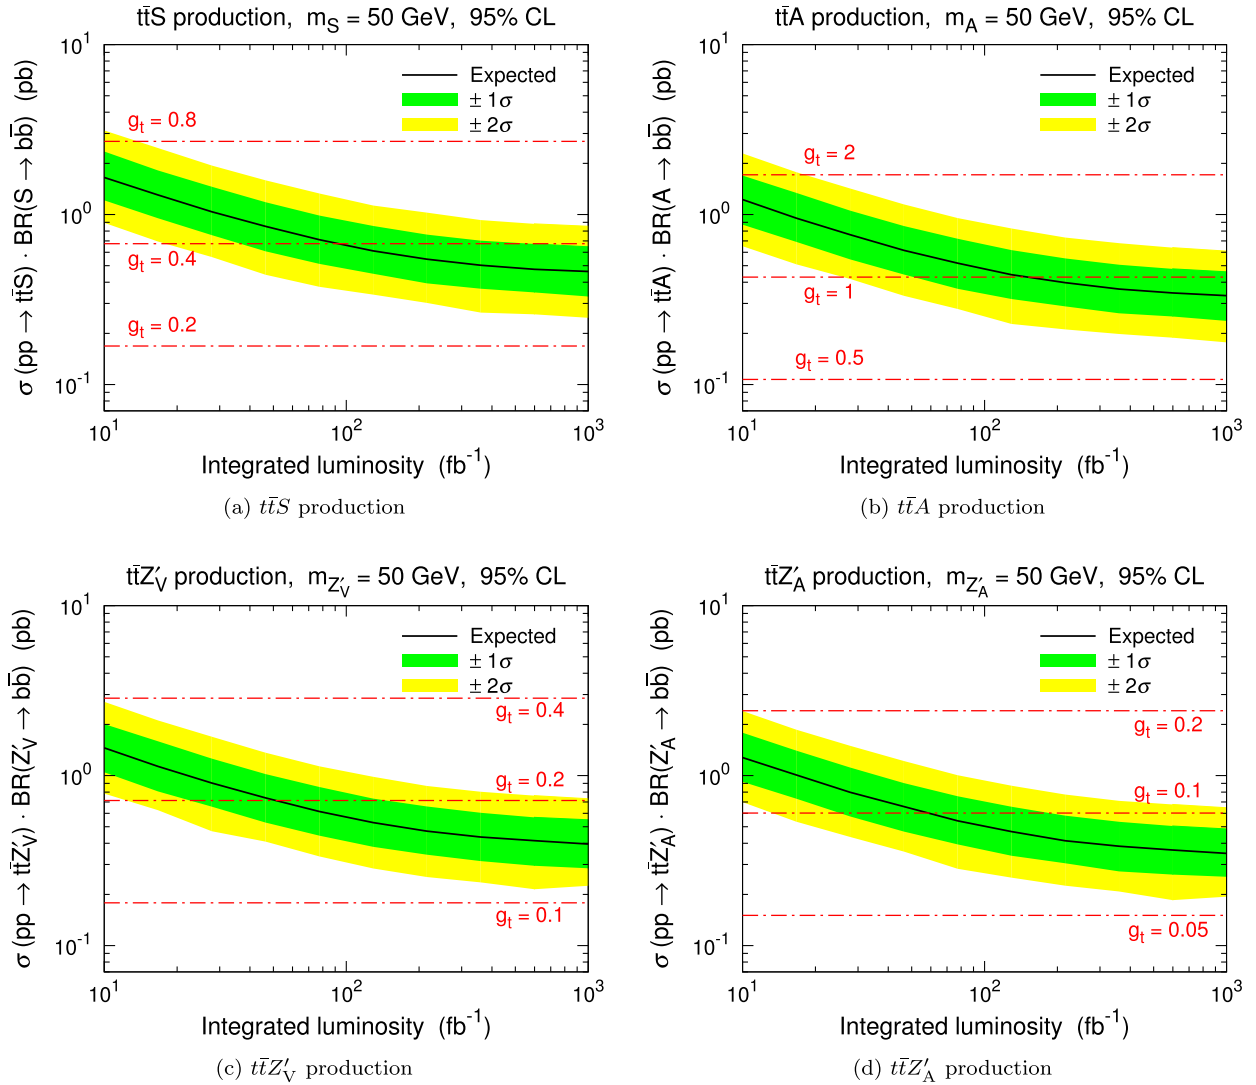 tt̄S production, m_S = 50 GeV, 95% CL
σ (pp → tt̄S) · BR(S → bb̄) (pb)
10^1
10^0
10^-1
Expected
± 1σ
± 2σ
g_t = 0.8
g_t = 0.4
g_t = 0.2
10^1 10^2 10^3
Integrated luminosity (fb^-1)
(a) tt̄S production
tt̄A production, m_A = 50 GeV, 95% CL
σ (pp → tt̄A) · BR(A → bb̄) (pb)
10^1
10^0
10^-1
Expected
± 1σ
± 2σ
g_t = 2
g_t = 1
g_t = 0.5
10^1 10^2 10^3
Integrated luminosity (fb^-1)
(b) tt̄A production
tt̄Z′_V production, m_Z′_V = 50 GeV, 95% CL
σ (pp → tt̄Z′_V) · BR(Z′_V → bb̄) (pb)
10^1
10^0
10^-1
Expected
± 1σ
± 2σ
g_t = 0.4
g_t = 0.2
g_t = 0.1
10^1 10^2 10^3
Integrated luminosity (fb^-1)
(c) tt̄Z′_V production
tt̄Z′_A production, m_Z′_A = 50 GeV, 95% CL
σ (pp → tt̄Z′_A) · BR(Z′_A → bb̄) (pb)
10^1
10^0
10^-1
Expected
± 1σ
± 2σ
g_t = 0.2
g_t = 0.1
g_t = 0.05
10^1 10^2 10^3
Integrated luminosity (fb^-1)
(d) tt̄Z′_A production